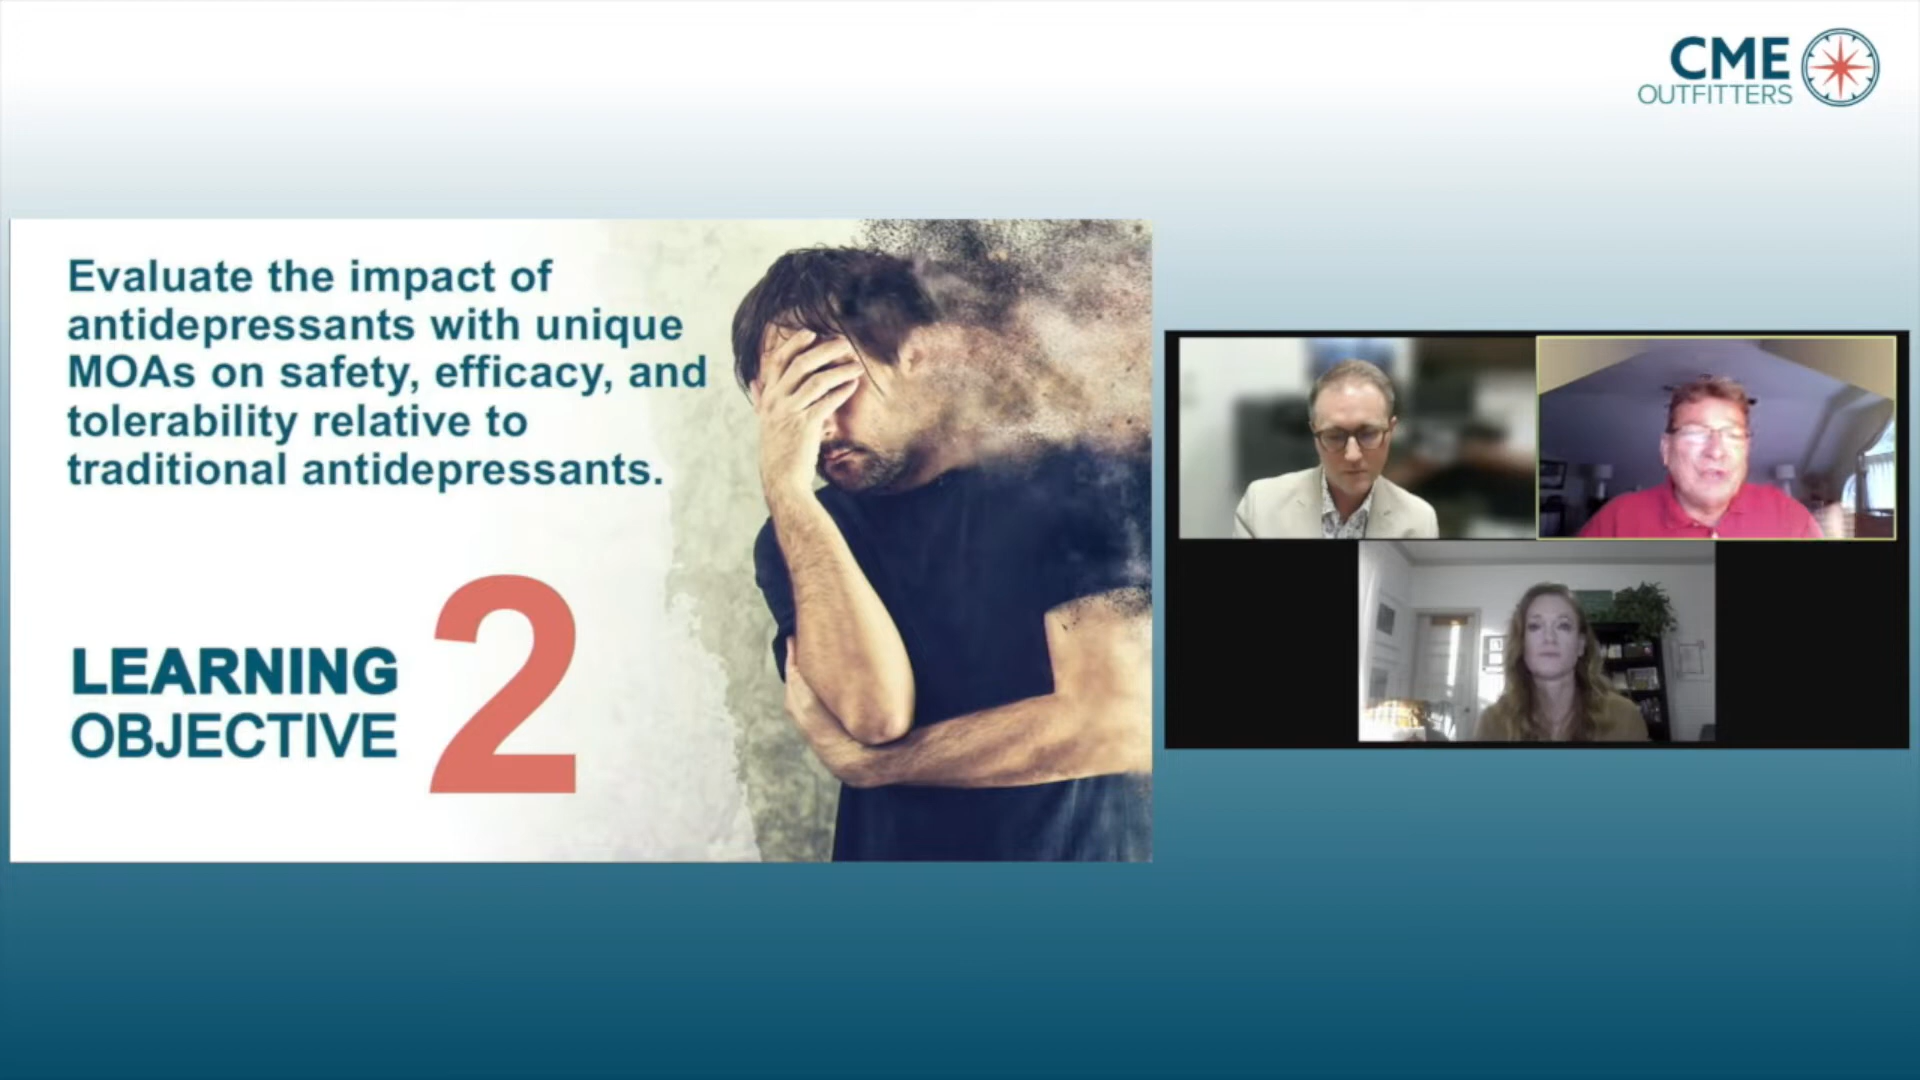 CME
OUTFITTERS
Evaluate the impact of
antidepressants with unique
MOAs on safety, efficacy, and
tolerability relative to
traditional antidepressants.
LEARNING
OBJECTIVE
2